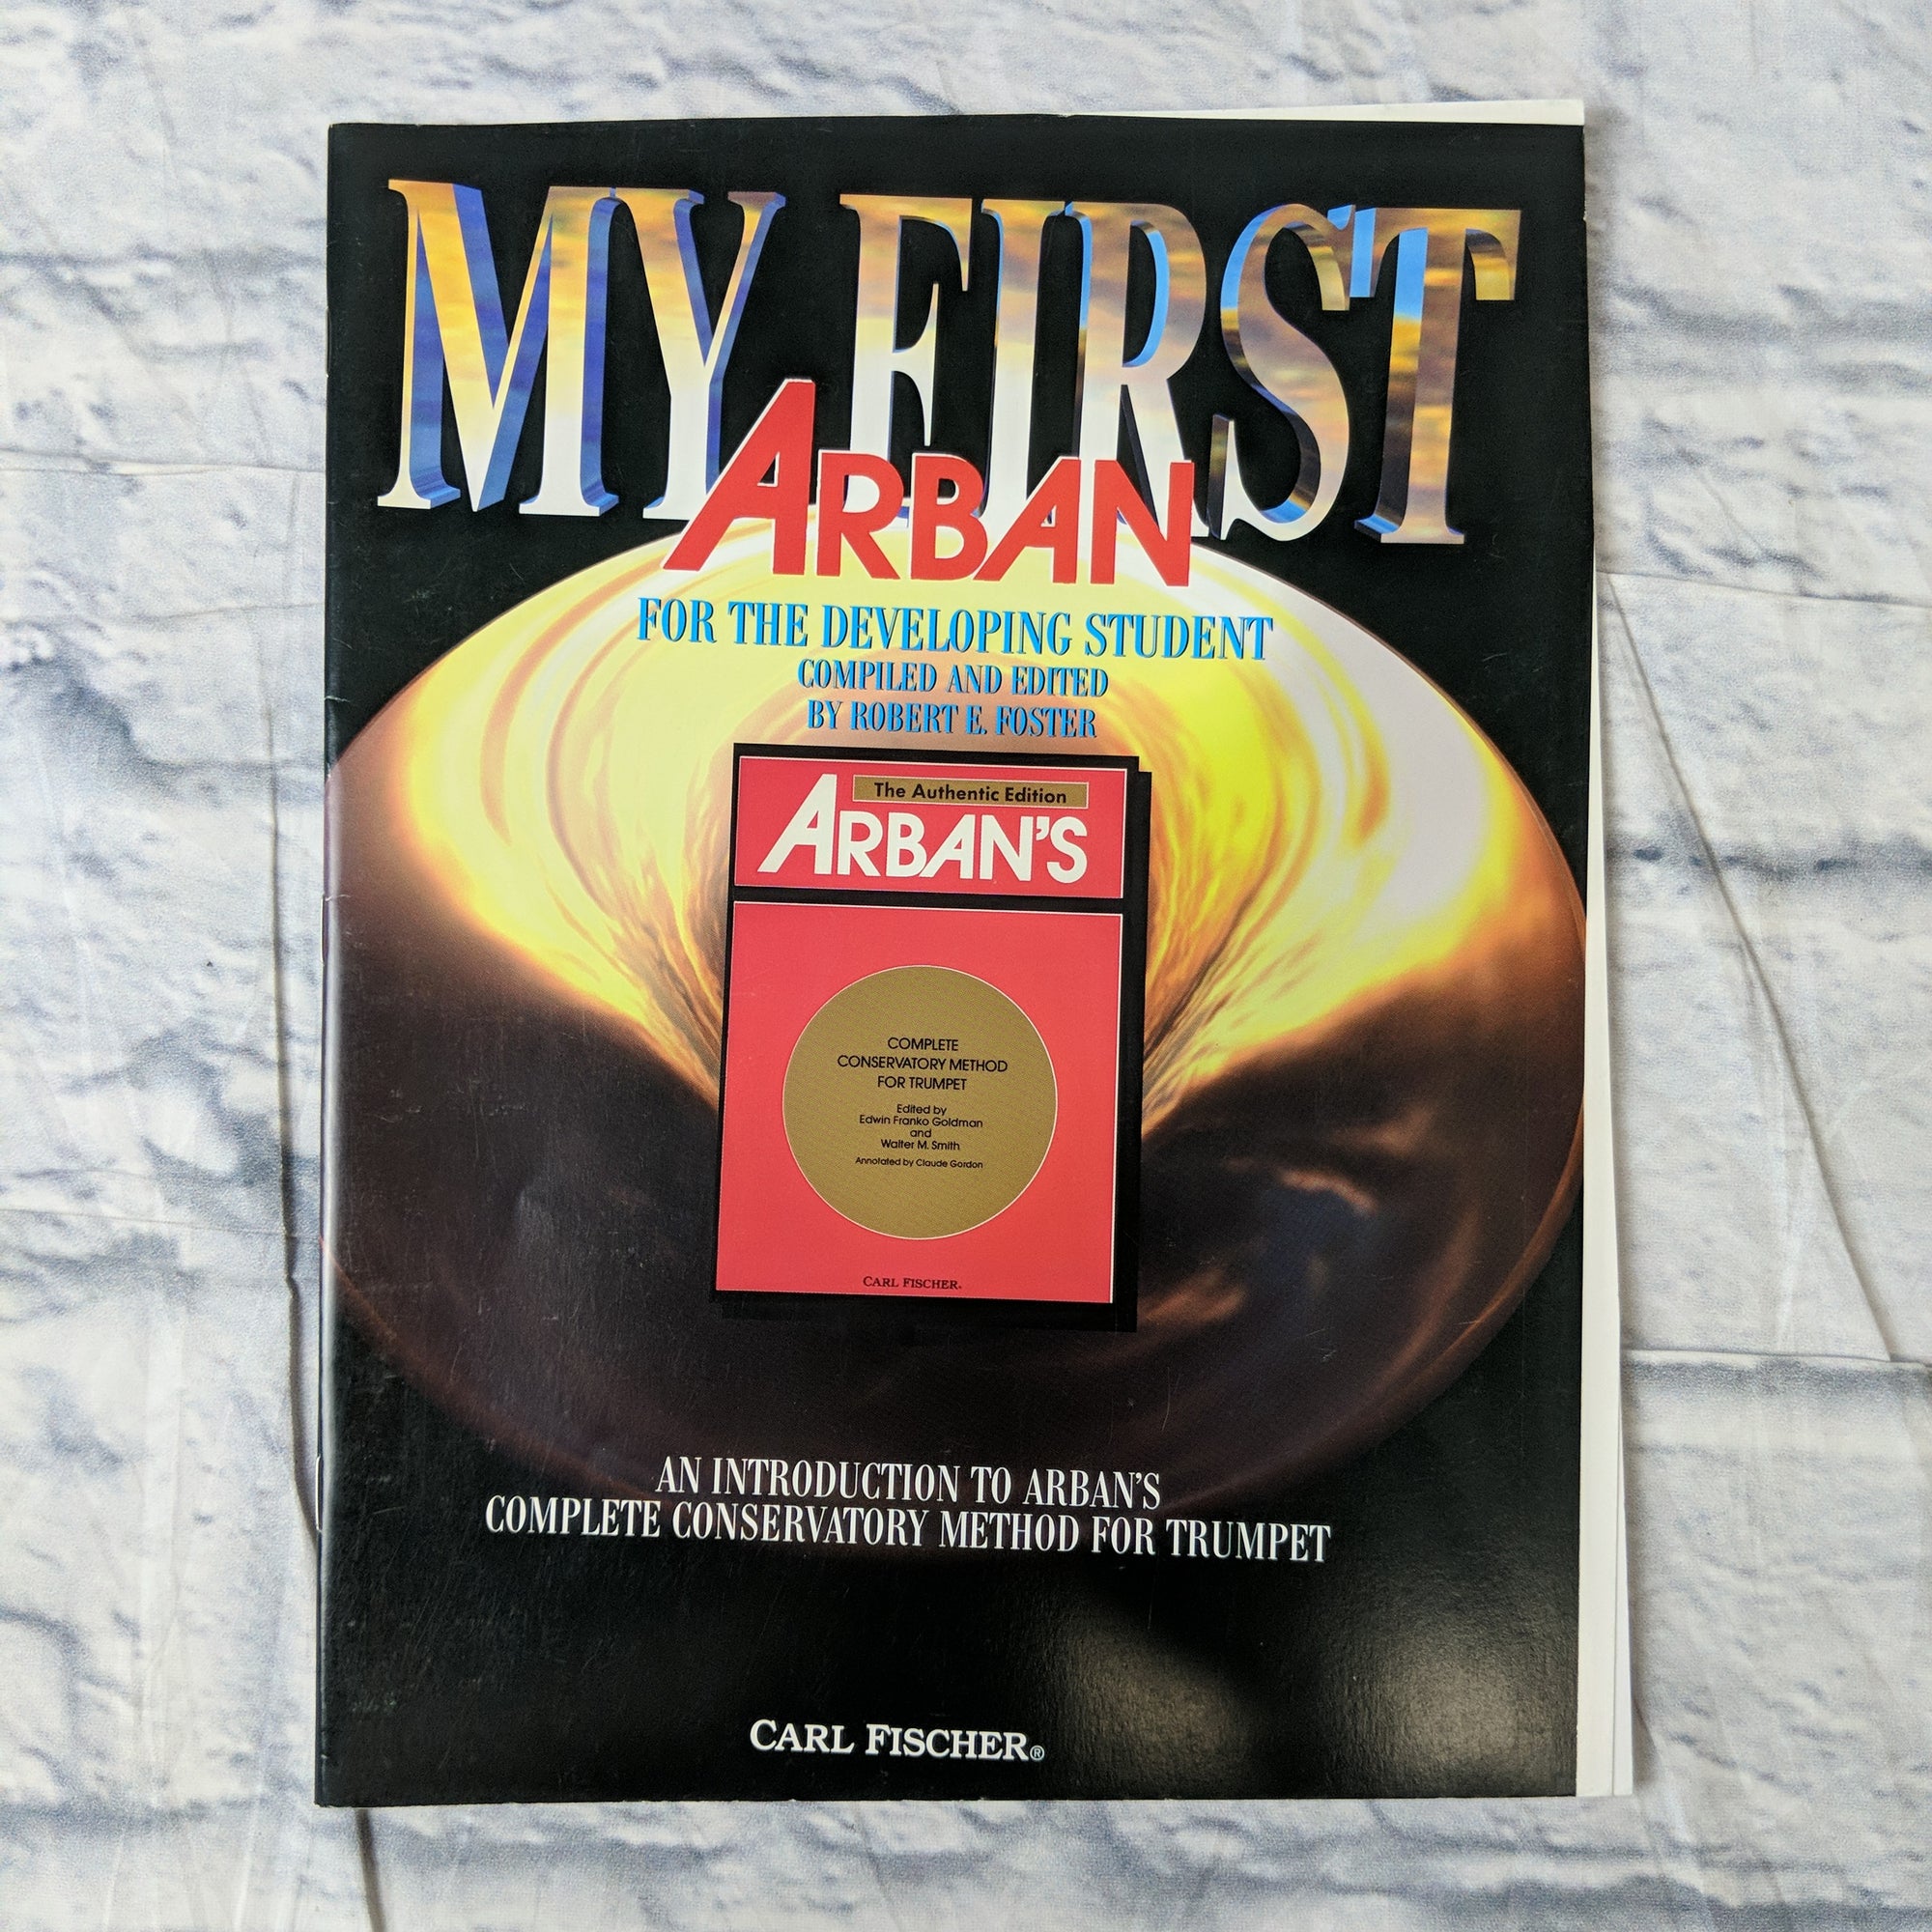 MY FIRST
ARBAN
FOR THE DEVELOPING STUDENT
COMPILED AND EDITED
BY ROBERT E. FOSTER
The Authentic Edition
ARBAN'S
COMPLETE
CONSERVATORY METHOD
FOR TRUMPET
Edited by
Edwin Franko Goldman
and
Walter M. Smith
Annotated by Claude Gordon
CARL FISCHER®
AN INTRODUCTION TO ARBAN'S
COMPLETE CONSERVATORY METHOD FOR TRUMPET
CARL FISCHER®